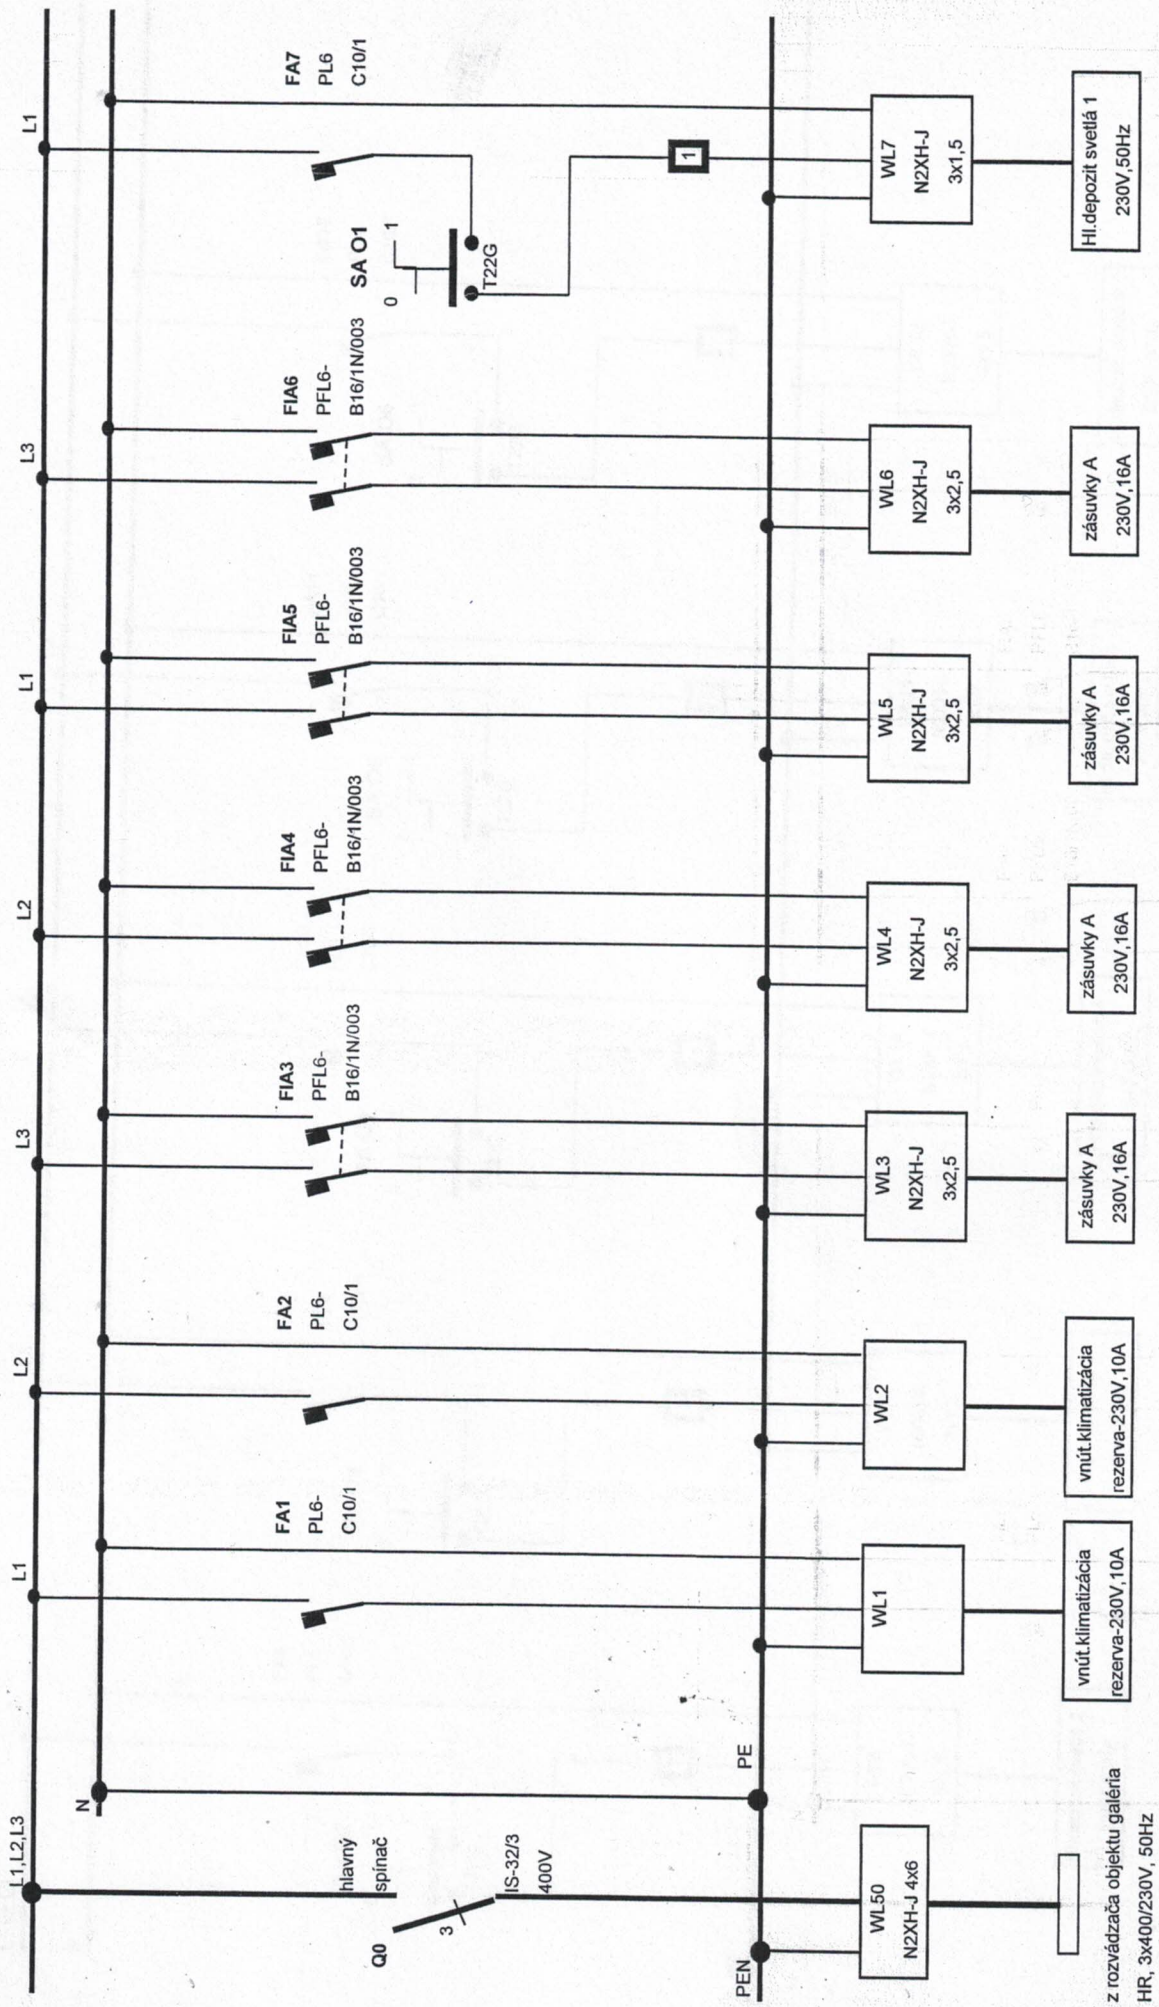 L1,L2,L3
N
hlavný
spínač
Q0
3
IS-32/3
400V
PEN
PE
WL50
N2XH-J 4x6
z rozvádzača objektu galéria
HR, 3x400/230V, 50Hz
L1
FA1
PL6-
C10/1
WL1
vnút.klimatizácia
rezerva-230V,10A
L2
FA2
PL6-
C10/1
WL2
vnút.klimatizácia
rezerva-230V,10A
L3
FIA3
PFL6-
B16/1N/003
WL3
N2XH-J
3x2,5
zásuvky A
230V,16A
L2
FIA4
PFL6-
B16/1N/003
WL4
N2XH-J
3x2,5
zásuvky A
230V,16A
L1
FIA5
PFL6-
B16/1N/003
WL5
N2XH-J
3x2,5
zásuvky A
230V,16A
L3
FIA6
PFL6-
B16/1N/003
WL6
N2XH-J
3x2,5
zásuvky A
230V,16A
L1
FA7
PL6
C10/1
SA O1
0 1
T22G
1
WL7
N2XH-J
3x1,5
Hl.depozit svetlá 1
230V,50Hz